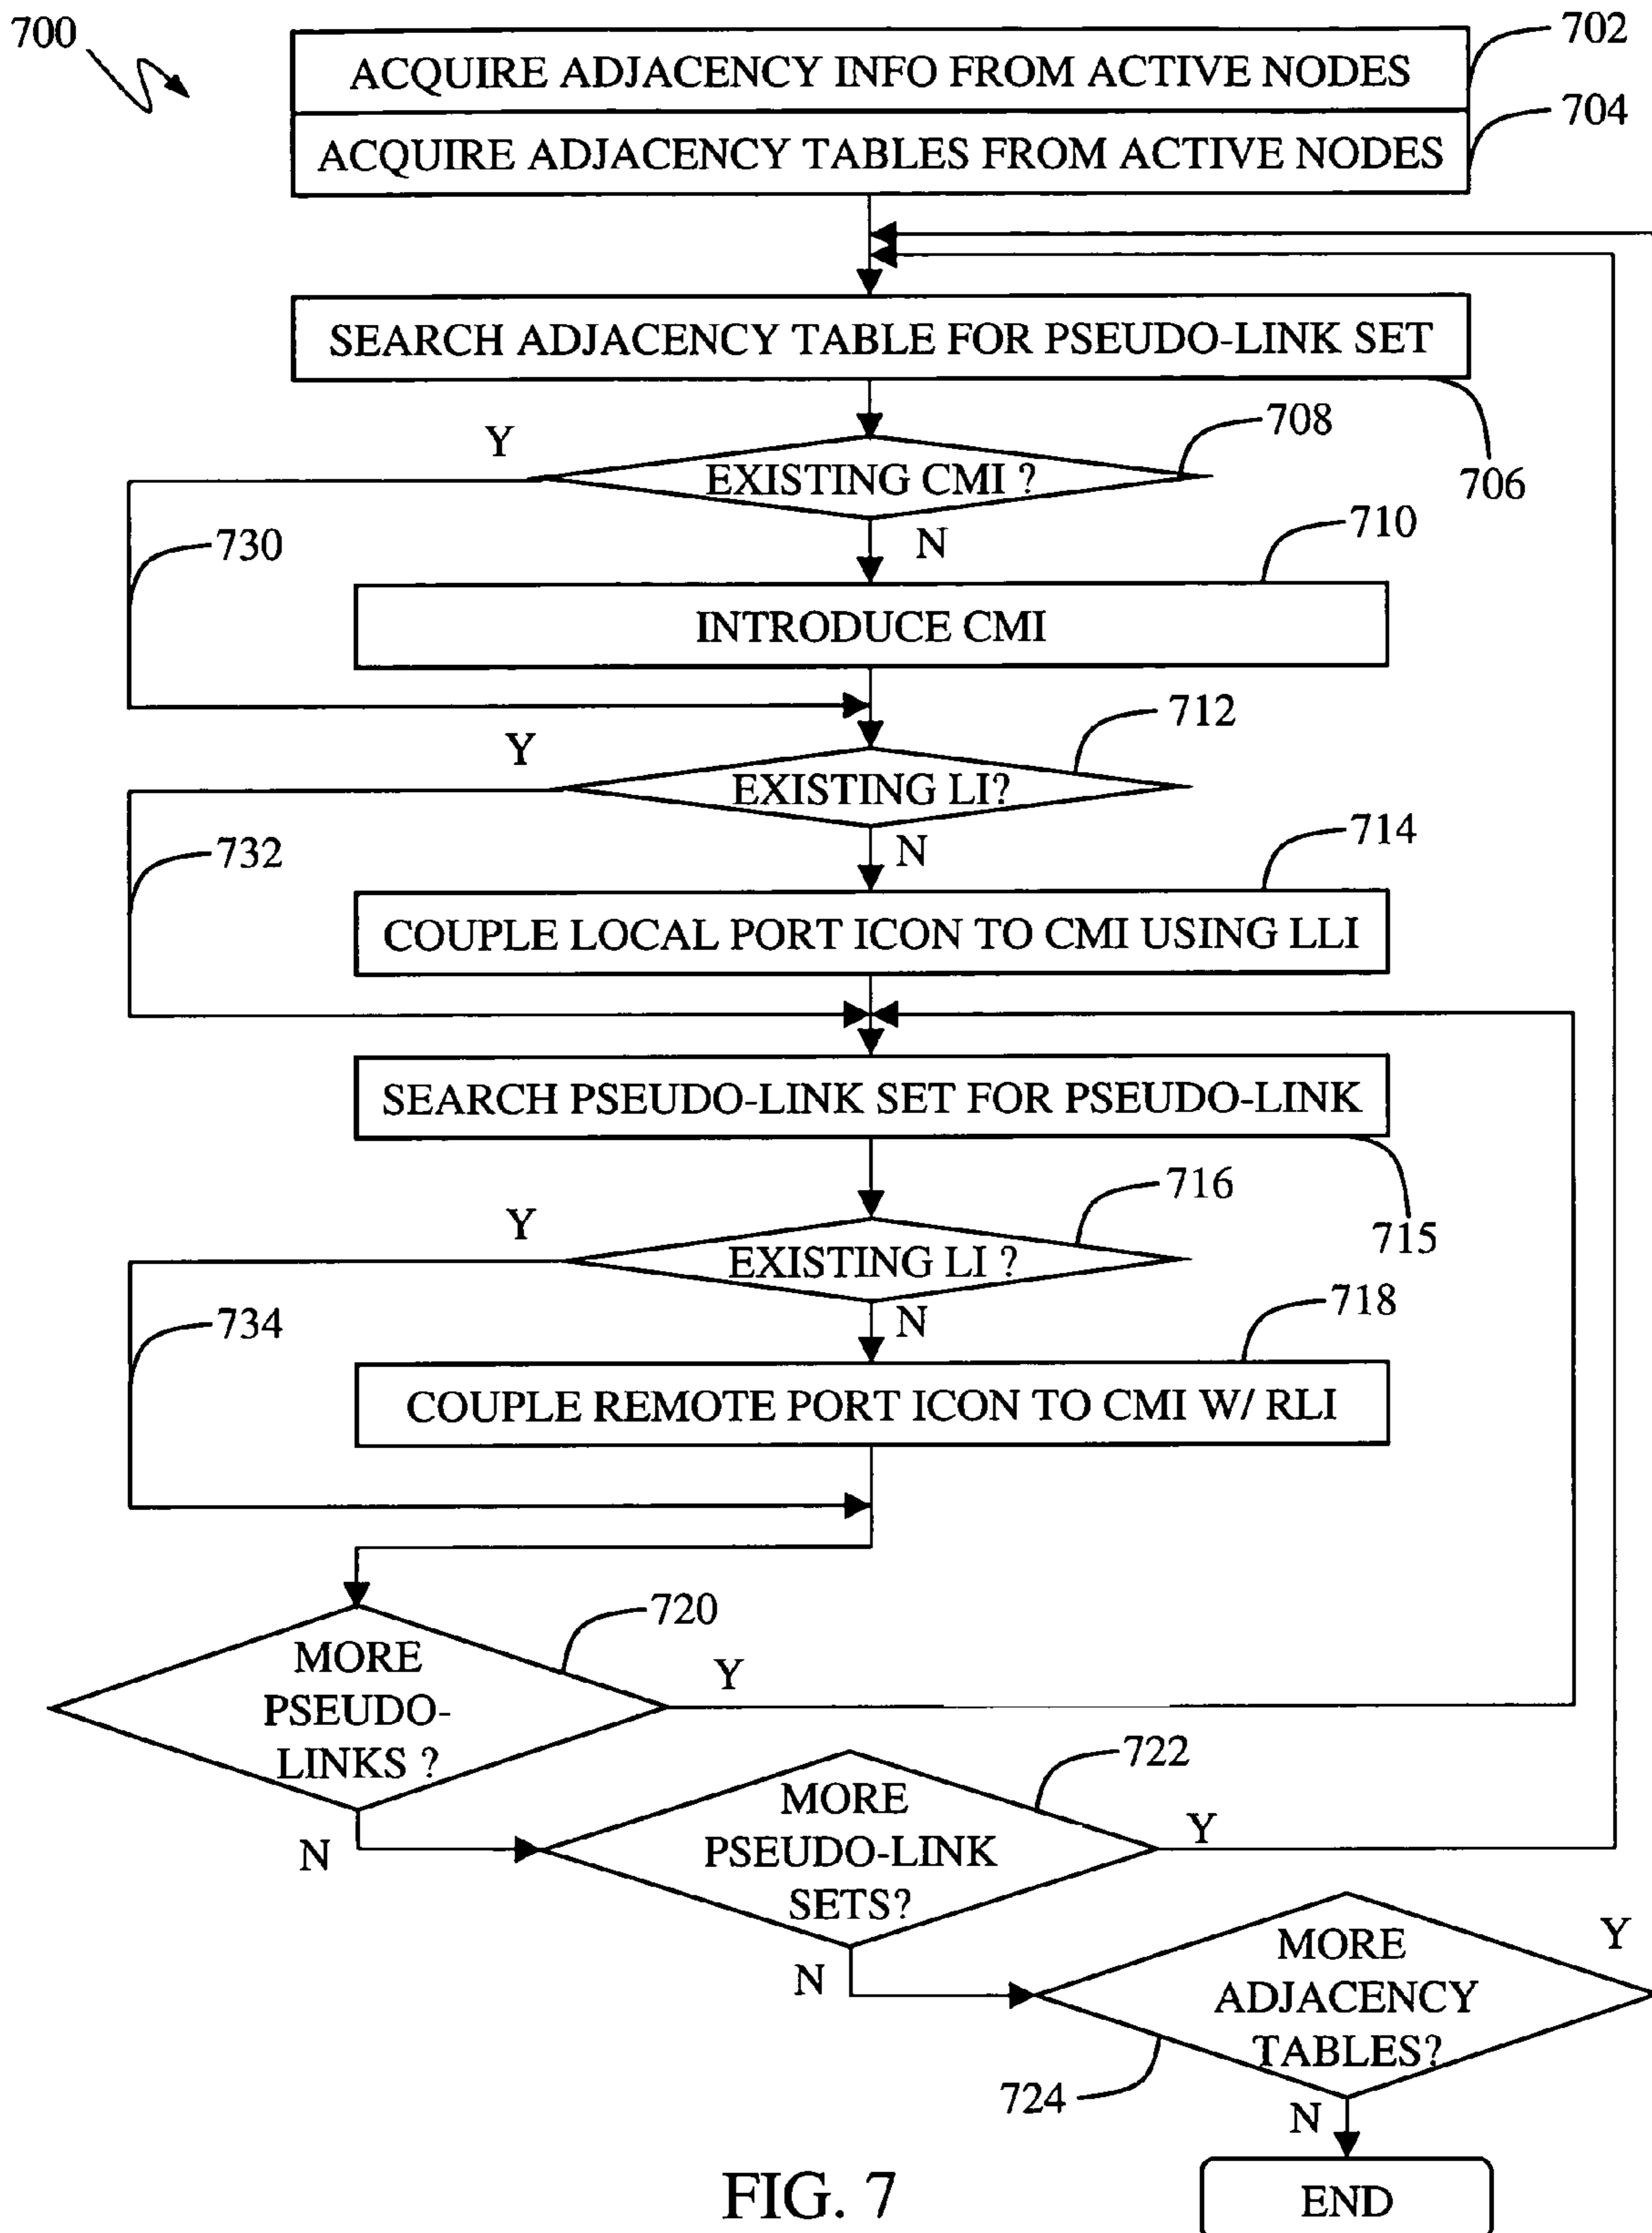 700
702
ACQUIRE ADJACENCY INFO FROM ACTIVE NODES
704
ACQUIRE ADJACENCY TABLES FROM ACTIVE NODES
SEARCH ADJACENCY TABLE FOR PSEUDO-LINK SET
706
708
Y
EXISTING CMI ?
N
730
710
INTRODUCE CMI
712
Y
EXISTING LI?
N
732
714
COUPLE LOCAL PORT ICON TO CMI USING LLI
SEARCH PSEUDO-LINK SET FOR PSEUDO-LINK
715
716
Y
EXISTING LI ?
N
734
718
COUPLE REMOTE PORT ICON TO CMI W/ RLI
720
MORE
PSEUDO-
LINKS ?
Y
N
722
MORE
PSEUDO-LINK
SETS?
Y
N
MORE
ADJACENCY
TABLES?
Y
724
N
END
FIG. 7